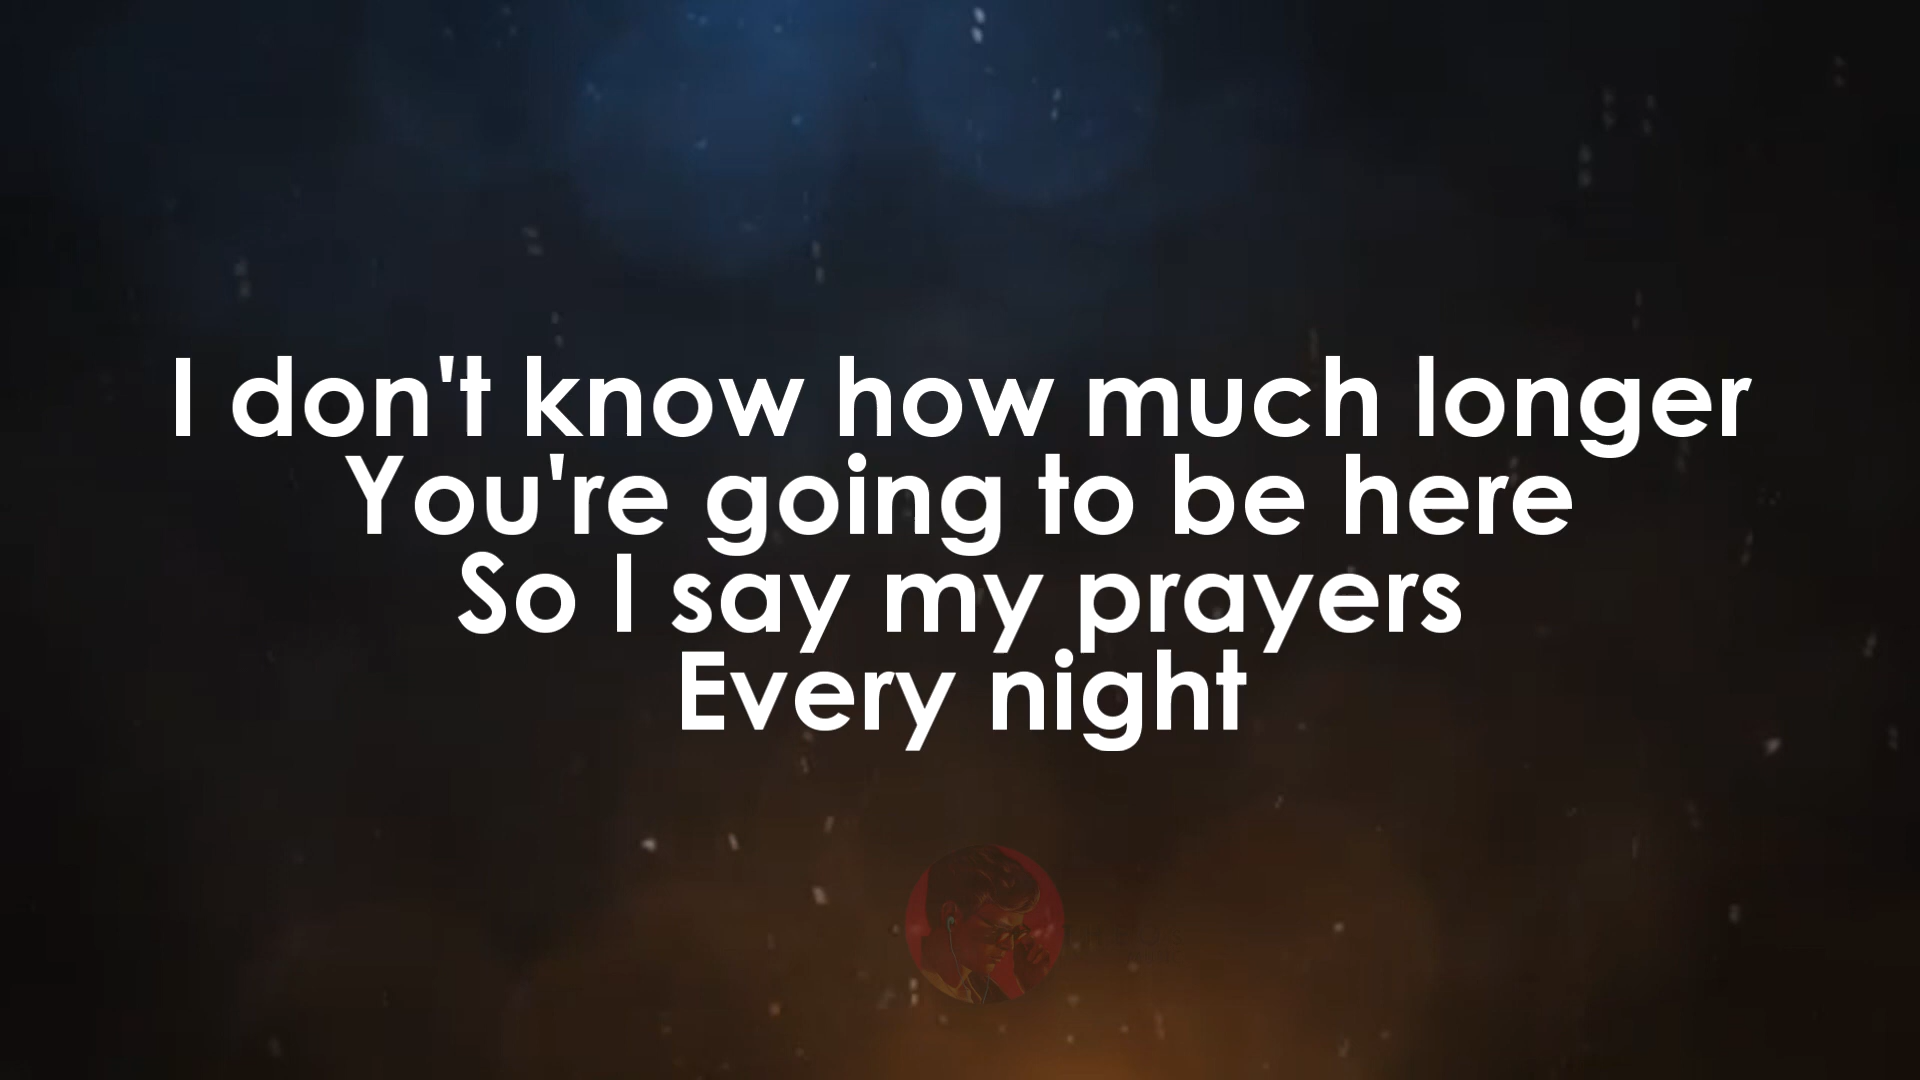 I don't know how much longer
You're going to be here
So I say my prayers
Every night